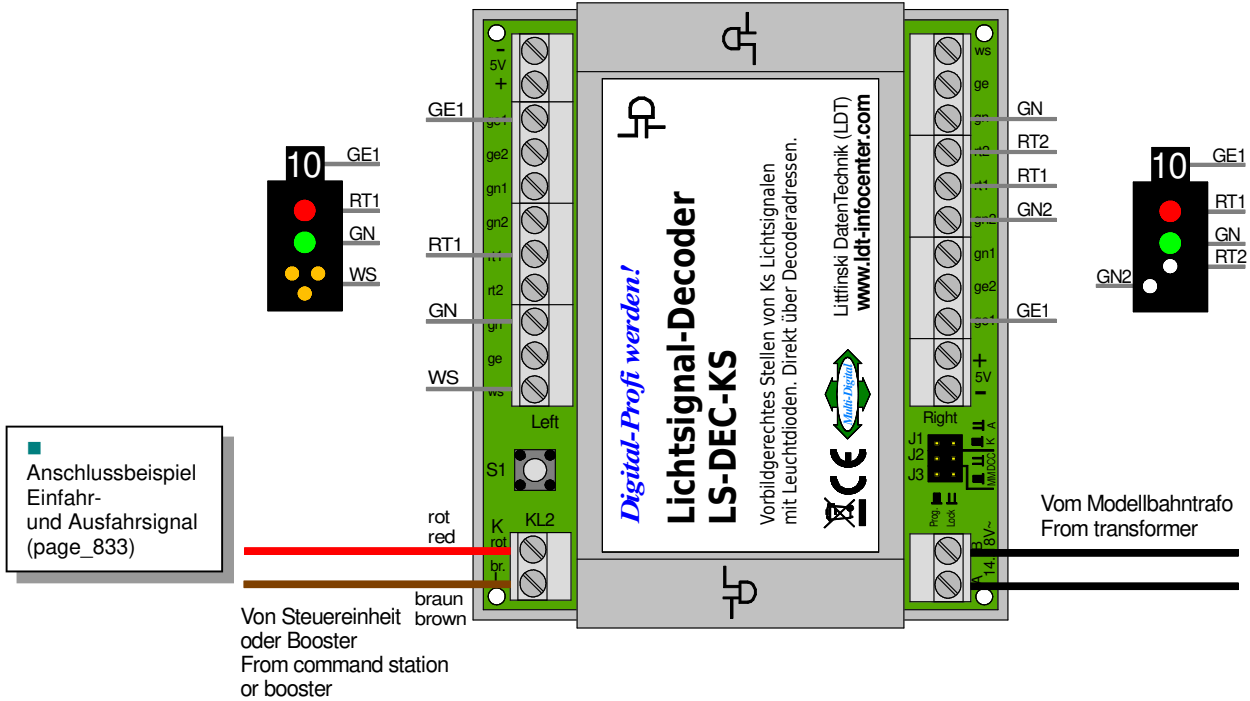 10
GE1
RT1
GN
WS
GE1
RT1
GN
WS
-
5V
+
ge1
ge2
gn1
gn2
rt1
rt2
gn
ge
ws
Left
S1
K
KL2
rot
br.
Digital-Profi werden!
Lichtsignal-Decoder
LS-DEC-KS
Vorbildgerechtes Stellen von Ks Lichtsignalen
mit Leuchtdioden. Direkt über Decoderadressen.
Littfinski DatenTechnik (LDT)
www.ldt-infocenter.com
Multi-Digital
CE
ws
ge
gn
rt2
rt1
gn2
gn1
ge2
ge1
+
5V
-
Right
J1
J2
J3
K A
MM DCC
Prog.
Lock
B
A
GN
RT2
RT1
GN2
GE1
10
GE1
RT1
GN
RT2
GN2
Anschlussbeispiel
Einfahr-
und Ausfahrsignal
(page_833)
rot
red
braun
brown
Von Steuereinheit
oder Booster
From command station
or booster
Vom Modellbahntrafo
From transformer